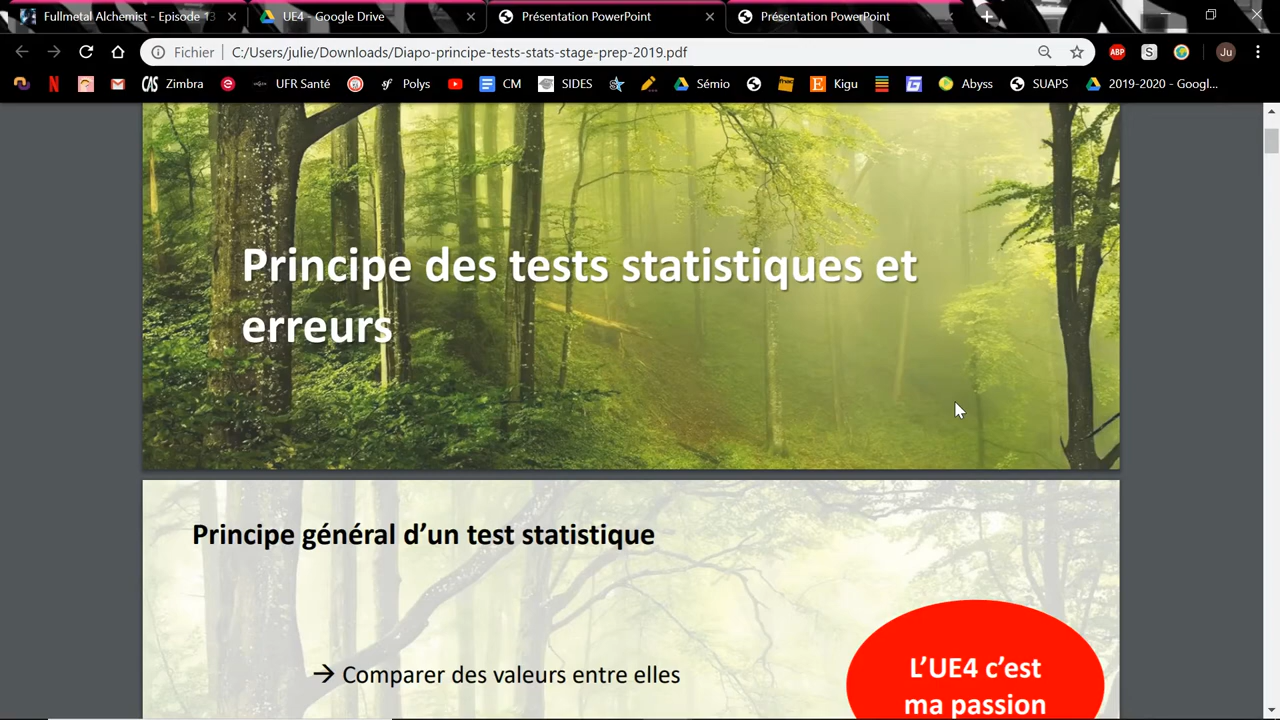 Fullmetal Alchemist - Episode 13
UE4 - Google Drive
Présentation PowerPoint
Présentation PowerPoint
Fichier
C:/Users/julie/Downloads/Diapo-principe-tests-stats-stage-prep-2019.pdf
ABP
S
Ju
N
CAS Zimbra
UFR Santé
Polys
CM
SIDES
Sémio
fnac
E Kigu
Abyss
SUAPS
2019-2020 - Googl...
Principe des tests statistiques et
erreurs
Principe général d’un test statistique
→ Comparer des valeurs entre elles
L’UE4 c’est
ma passion